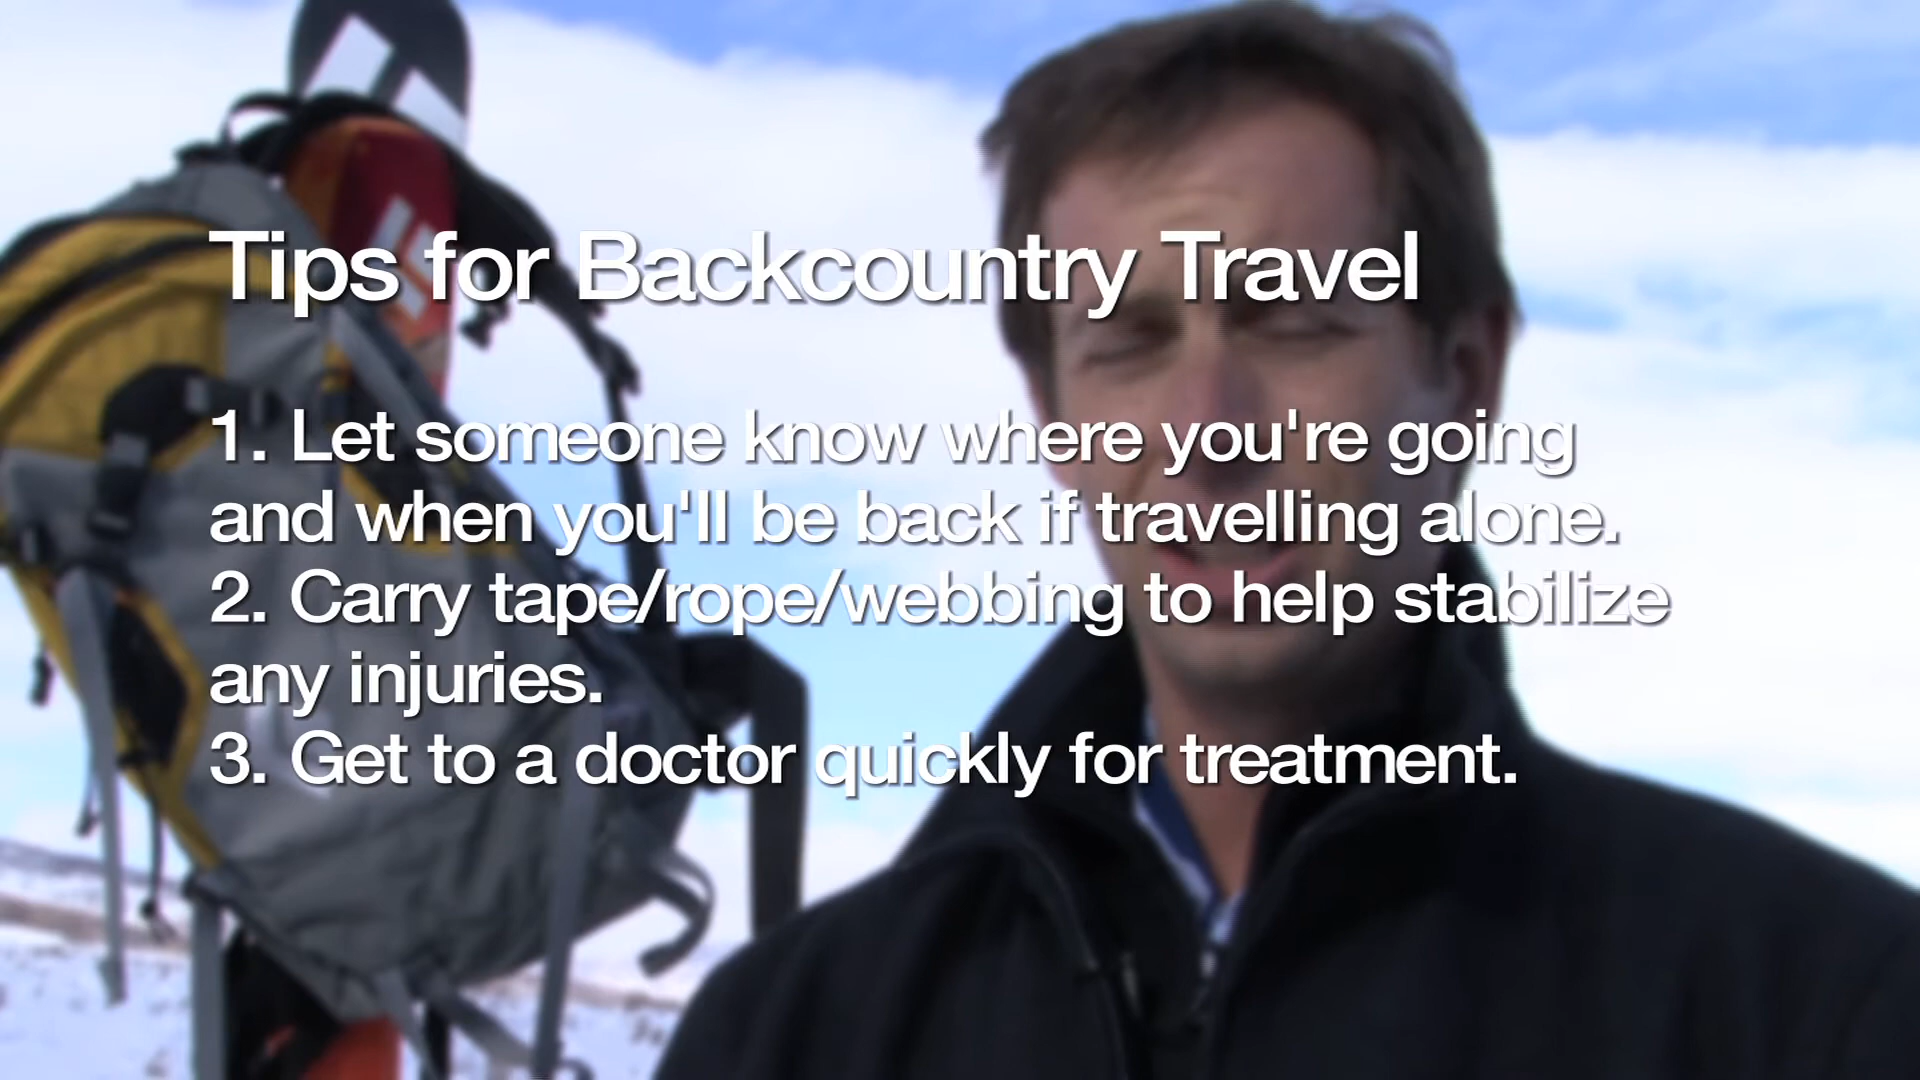 Tips for Backcountry Travel
1. Let someone know where you're going
and when you'll be back if travelling alone.
2. Carry tape/rope/webbing to help stabilize
any injuries.
3. Get to a doctor quickly for treatment.